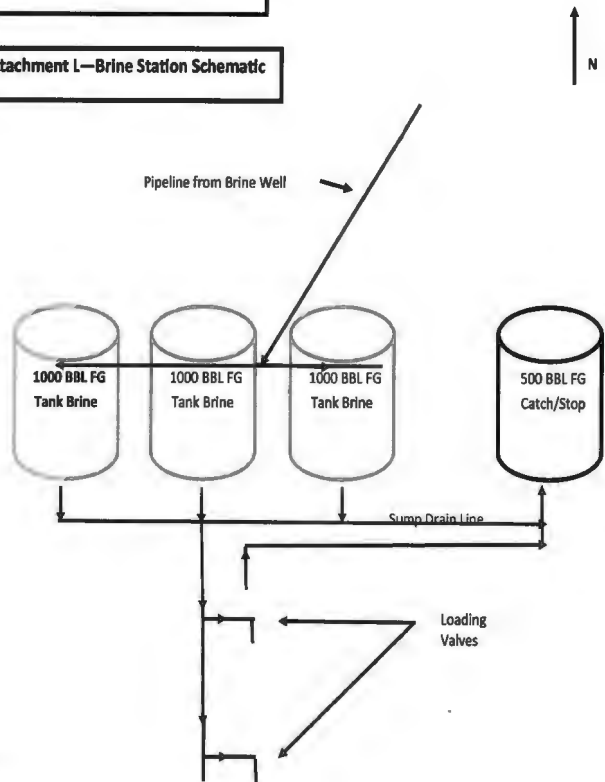 tachment L—Brine Station Schematic
N
Pipeline from Brine Well
1000 BBL FG
Tank Brine
1000 BBL FG
Tank Brine
1000 BBL FG
Tank Brine
500 BBL FG
Catch/Stop
Sump Drain Line
Loading
Valves